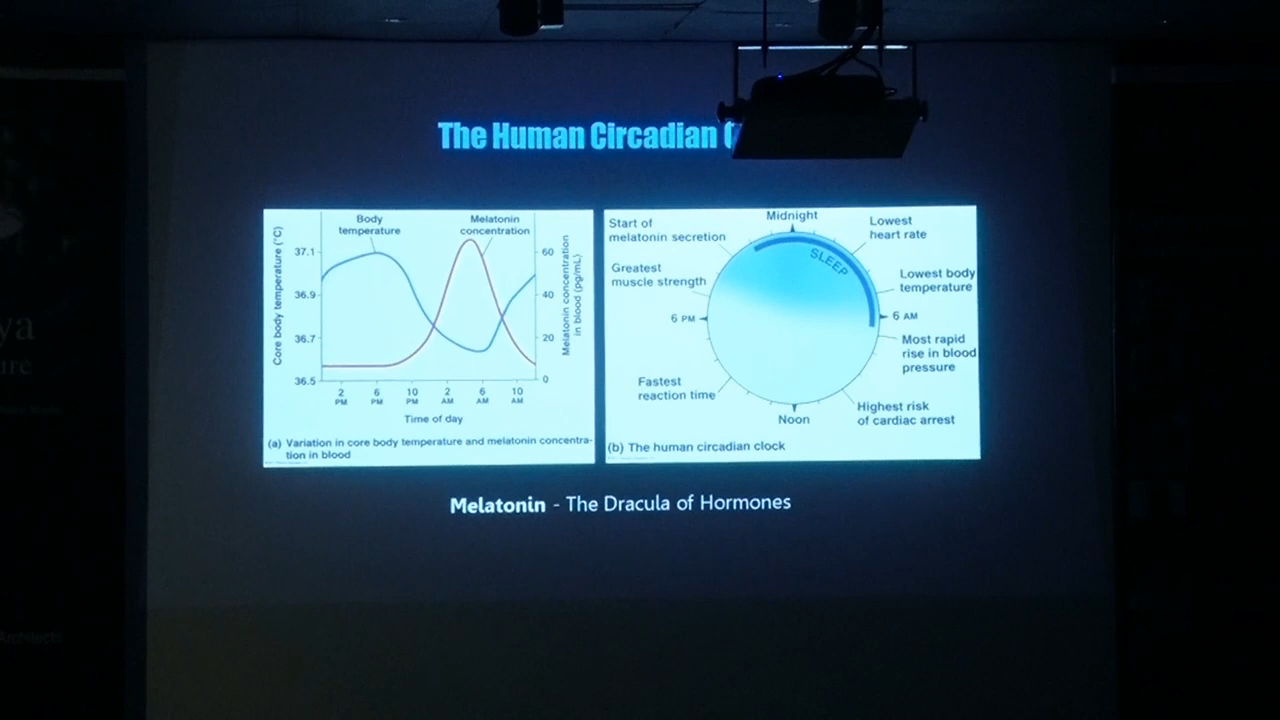 The Human Circadian
Body
temperature
Melatonin
concentration
Core body temperature (°C)
37.1
36.9
36.7
36.5
60
40
20
0
Melatonin concentration
in blood (pg/mL)
2
PM
6
PM
10
PM
2
AM
6
AM
10
AM
Time of day
(a) Variation in core body temperature and melatonin concentra-
tion in blood
Midnight
Start of
melatonin secretion
Lowest
heart rate
SLEEP
Greatest
muscle strength
Lowest body
temperature
6 PM
6 AM
Most rapid
rise in blood
pressure
Fastest
reaction time
Highest risk
of cardiac arrest
Noon
(b) The human circadian clock
Melatonin - The Dracula of Hormones
ya
ure
Architects